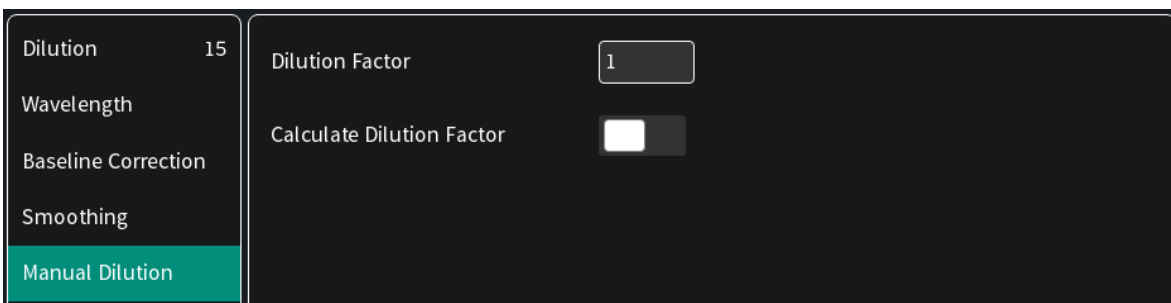 Dilution 15
Wavelength
Baseline Correction
Smoothing
Manual Dilution
Dilution Factor 1
Calculate Dilution Factor